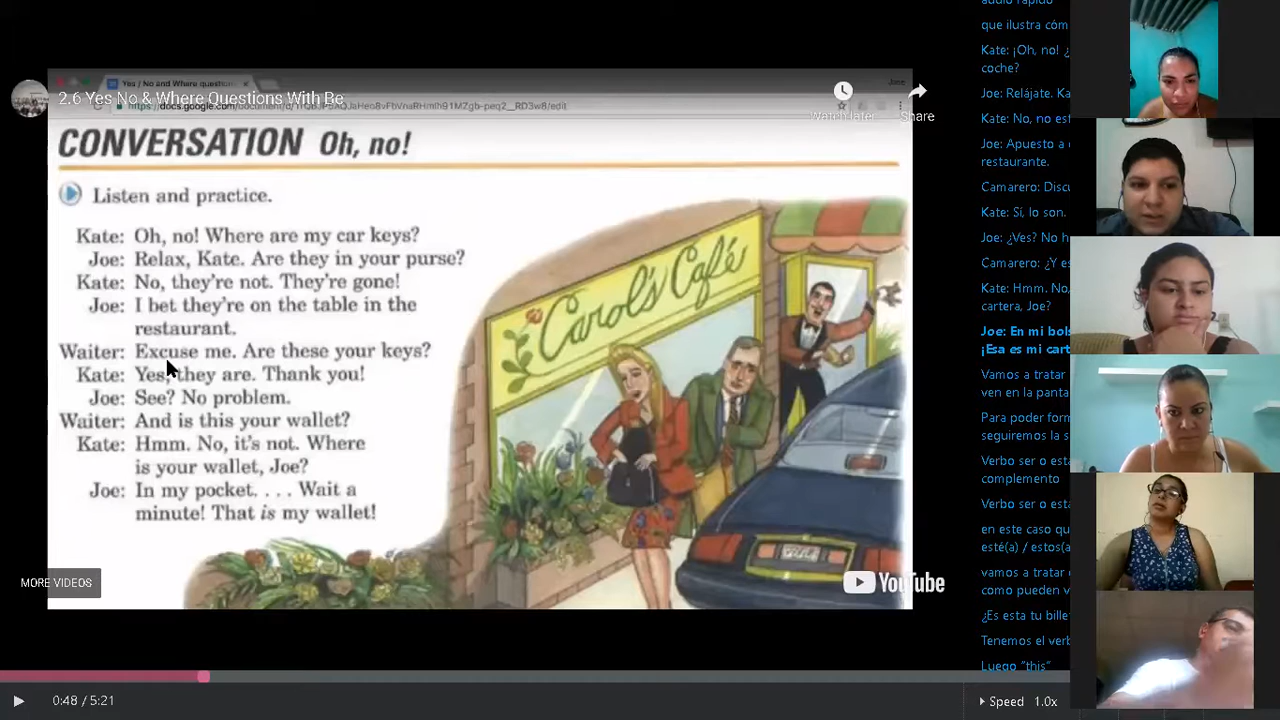 Yes / No and Where question
2.6 Yes No & Where Questions With Be
Watch later
Share
CONVERSATION Oh, no!
Listen and practice.
Kate: Oh, no! Where are my car keys?
Joe: Relax, Kate. Are they in your purse?
Kate: No, they're not. They're gone!
Joe: I bet they're on the table in the
restaurant.
Waiter: Excuse me. Are these your keys?
Kate: Yes, they are. Thank you!
Joe: See? No problem.
Waiter: And is this your wallet?
Kate: Hmm. No, it's not. Where
is your wallet, Joe?
Joe: In my pocket. . . . Wait a
minute! That is my wallet!
Carol's Café
MORE VIDEOS
YouTube
0:48 / 5:21
Speed 1.0x
audio rápido
que ilustra cóm
Kate: ¡Oh, no! ¿
coche?
Joe: Relájate. Ka
Kate: No, no est
Joe: Apuesto a
restaurante.
Camarero: Discu
Kate: Sí, lo son.
Joe: ¿Ves? No h
Camarero: ¿Y es
Kate: Hmm. No,
cartera, Joe?
Joe: En mi bols
¡Esa es mi cart
Vamos a tratar
ven en la panta
Para poder form
seguiremos la s
Verbo ser o esta
complemento
Verbo ser o esta
en este caso qu
esté(a) / estos(a
vamos a tratar
como pueden v
¿Es esta tu bille
Tenemos el verb
Luego "this"